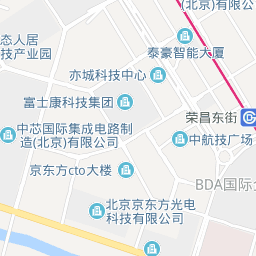 (北京)有限公
态人居
技产业园
泰豪智能大厦
亦城科技中心
富士康科技集团
荣昌东街
中芯国际集成电路制
造(北京)有限公司
中航技广场
京东方cto大楼
BDA国际
北京京东方光电
科技有限公司